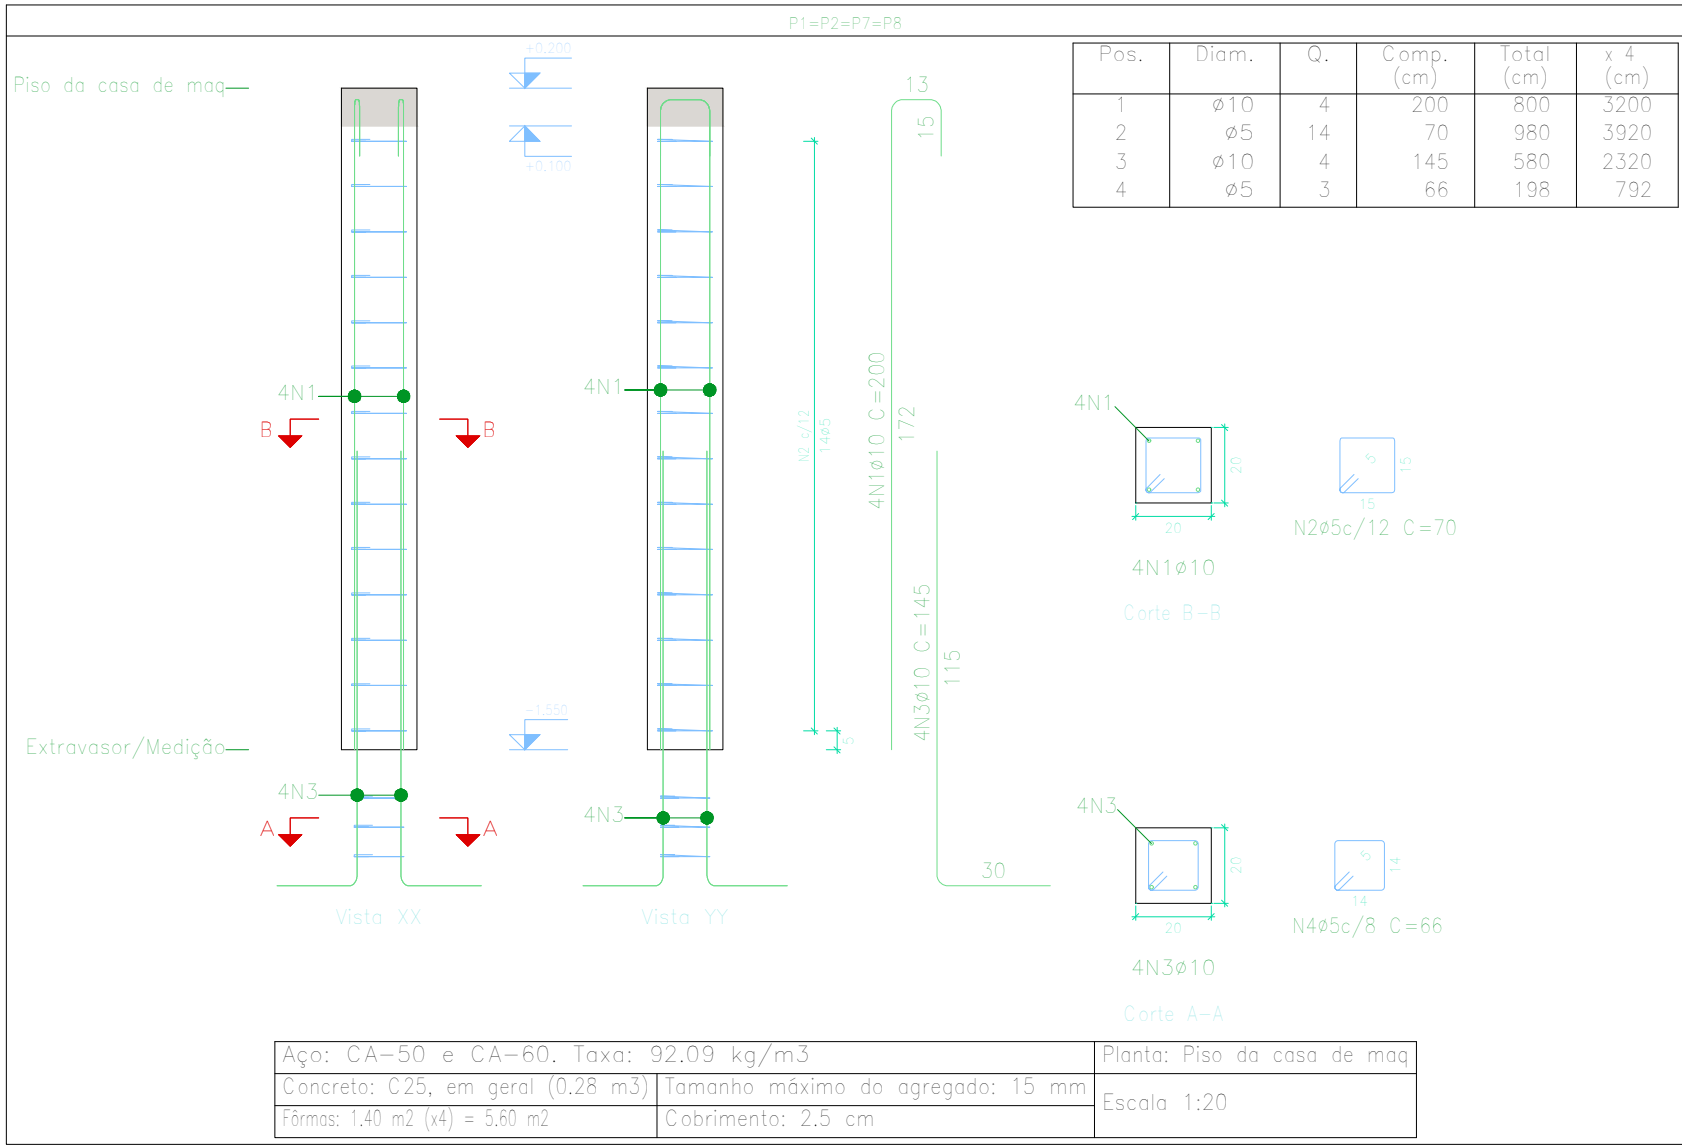 P1=P2=P7=P8
Pos. Diam. Q. Comp. (cm) Total (cm) x 4 (cm)
1 ø10 4 200 800 3200
2 ø5 14 70 980 3920
3 ø10 4 145 580 2320
4 ø5 3 66 198 792
Piso da casa de maq
+0.200
+0.100
13
15
4N1
4N1
B
B
N2 c/12
14ø5
4N1ø10 C=200
172
4N1
20
20
4N1ø10
Corte B-B
5
15
15
N2ø5c/12 C=70
4N3ø10 C=145
115
-1.550
5
Extravasor/Medição
4N3
4N3
A
A
30
Vista XX
Vista YY
4N3
20
20
4N3ø10
Corte A-A
5
14
14
N4ø5c/8 C=66
Aço: CA-50 e CA-60. Taxa: 92.09 kg/m3
Planta: Piso da casa de maq
Concreto: C25, em geral (0.28 m3)
Tamanho máximo do agregado: 15 mm
Escala 1:20
Fôrmas: 1.40 m2 (x4) = 5.60 m2
Cobrimento: 2.5 cm